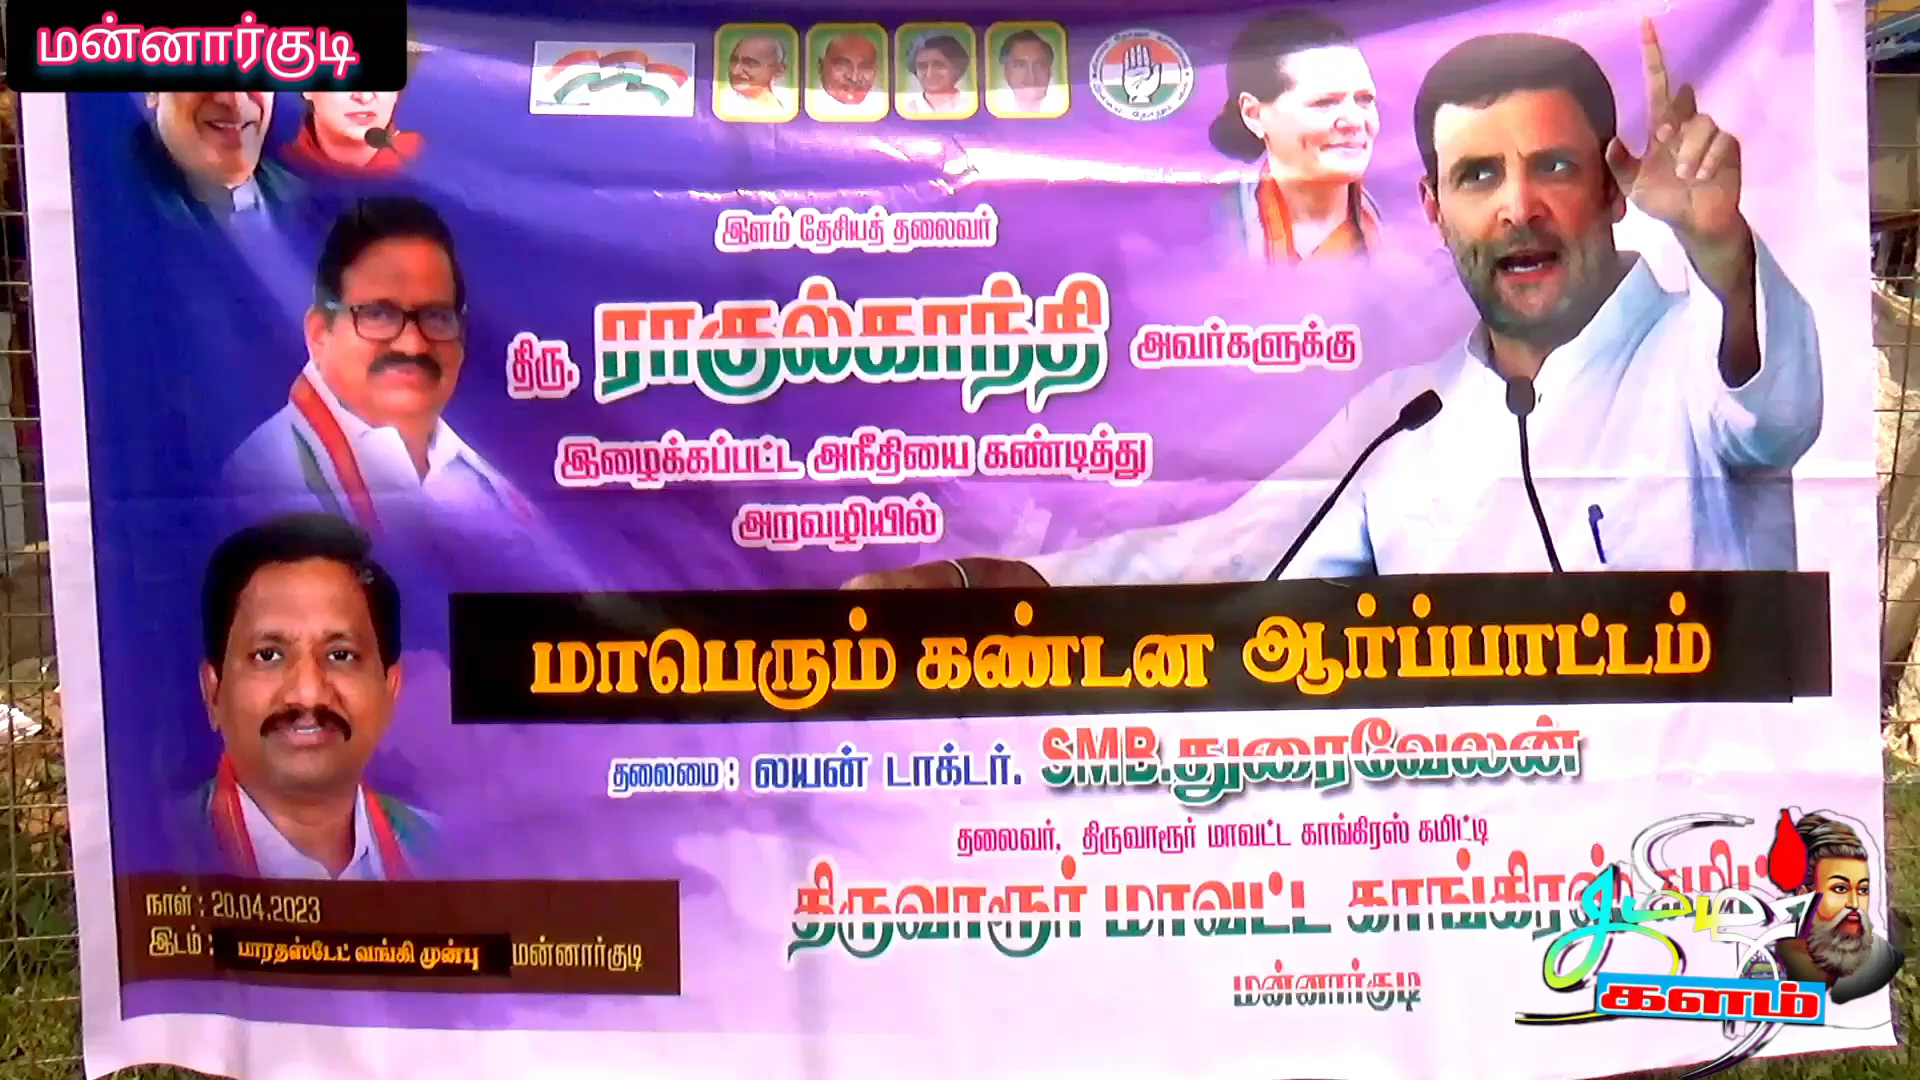 மன்னார்குடி
இளம் தேசியத் தலைவர்
திரு. ராகுல்காந்தி அவர்களுக்கு
இழைக்கப்பட்ட அநீதியை கண்டித்து
அறவழியில்
மாபெரும் கண்டன ஆர்ப்பாட்டம்
தலைமை: லயன் டாக்டர். SMB.துரைவேலன்
தலைவர், திருவாரூர் மாவட்ட காங்கிரஸ் கமிட்டி
திருவாரூர் மாவட்ட காங்கிரஸ்
மன்னார்குடி
நாள் : 20.04.2023
இடம் : பாரதஸ்டேட் வங்கி முன்பு மன்னார்குடி
தமிழ்
களம்